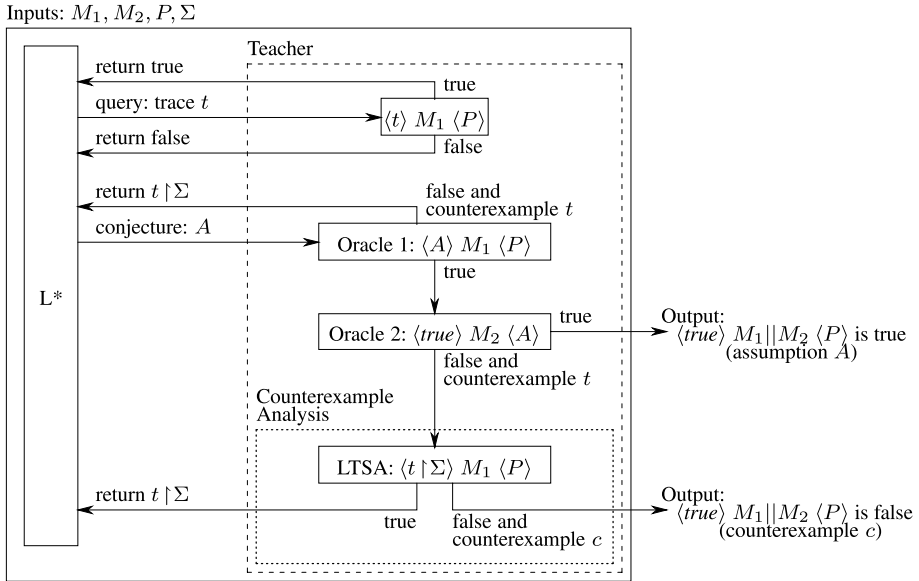 Inputs: M₁, M₂, P, Σ
Teacher
return true
true
query: trace t
⟨t⟩ M₁ ⟨P⟩
return false
false
return t↾Σ
false and
counterexample t
conjecture: A
Oracle 1: ⟨A⟩ M₁ ⟨P⟩
true
L*
Oracle 2: ⟨true⟩ M₂ ⟨A⟩
true
Output:
⟨true⟩ M₁||M₂ ⟨P⟩ is true
(assumption A)
false and
counterexample t
Counterexample
Analysis
LTSA: ⟨t↾Σ⟩ M₁ ⟨P⟩
return t↾Σ
true
false and
counterexample c
Output:
⟨true⟩ M₁||M₂ ⟨P⟩ is false
(counterexample c)